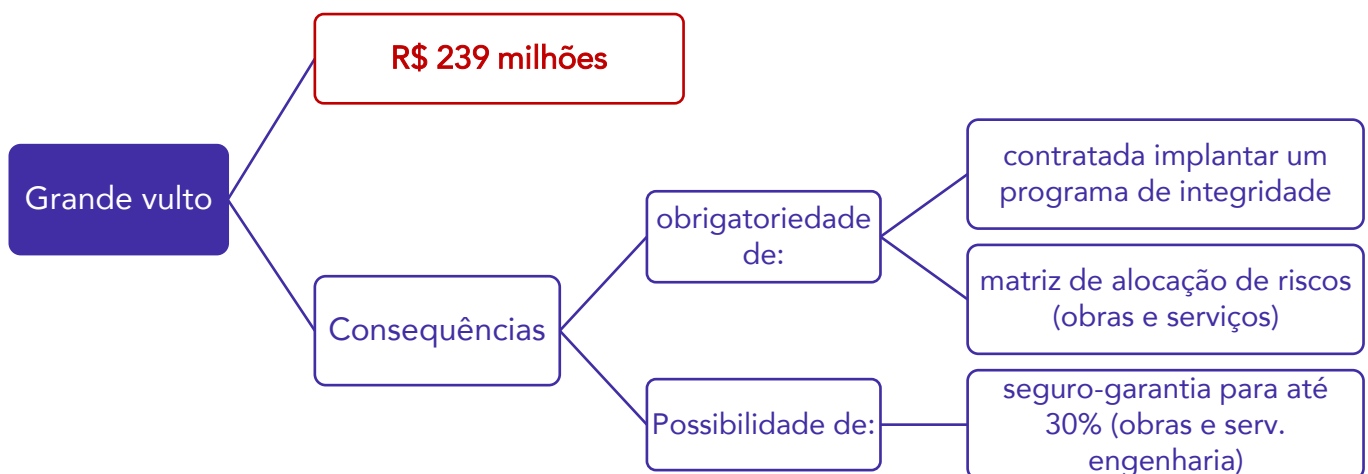 R$ 239 milhões
Grande vulto
Consequências
obrigatoriedade
de:
contratada implantar um
programa de integridade
matriz de alocação de riscos
(obras e serviços)
Possibilidade de:
seguro-garantia para até
30% (obras e serv.
engenharia)